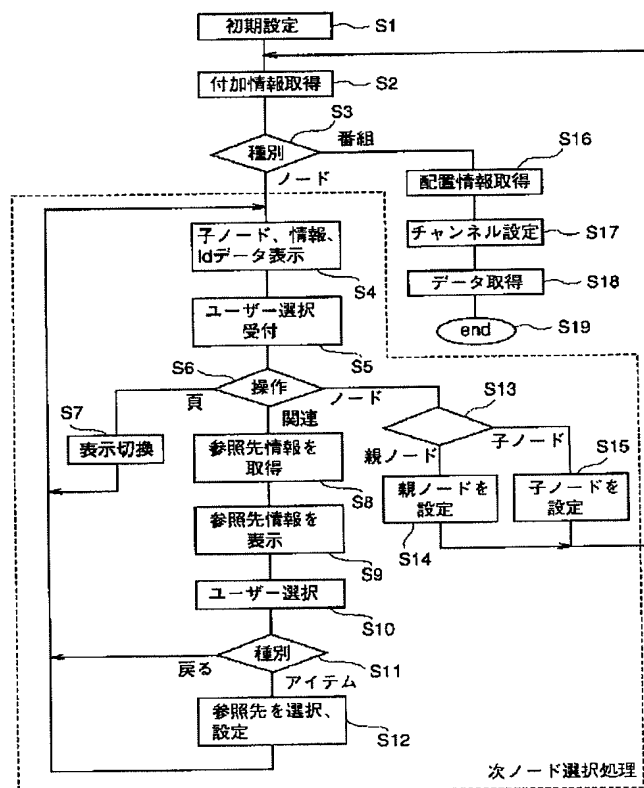 初期設定
S1
付加情報取得
S2
S3
種別
番組
ノード
S16
配置情報取得
チャンネル設定
S17
データ取得
S18
end
S19
子ノード、情報、
Idデータ表示
S4
ユーザー選択
受付
S5
S6
操作
頁
関連
ノード
S7
表示切換
S13
親ノード
子ノード
S15
参照先情報を
取得
S8
親ノードを
設定
S14
子ノードを
設定
参照先情報を
表示
S9
ユーザー選択
S10
種別
S11
戻る
アイテム
参照先を選択、
設定
S12
次ノード選択処理